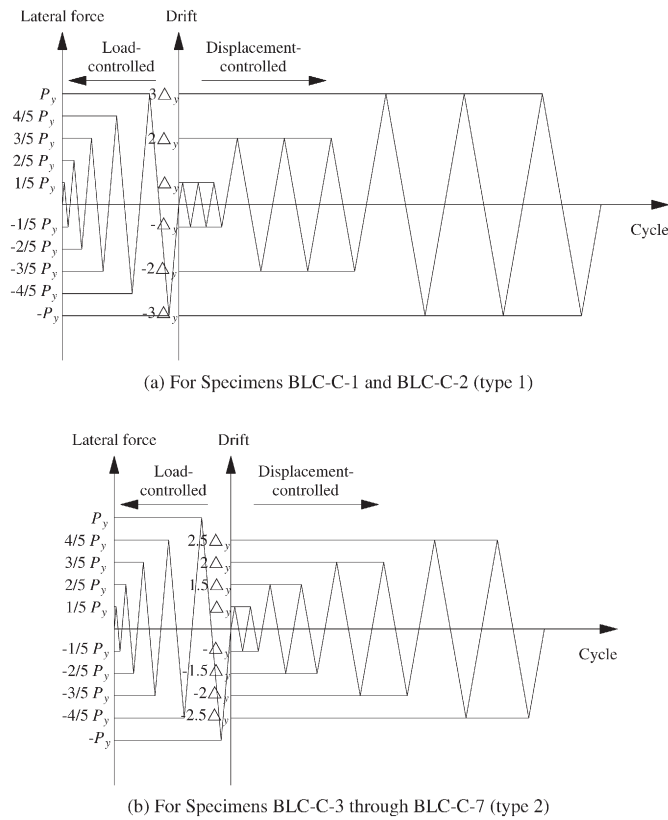 Lateral force Drift
Load-controlled
Displacement-controlled
P_y
3△_y
4/5 P_y
3/5 P_y
2△_y
2/5 P_y
1/5 P_y
△_y
-1/5 P_y
-△_y
Cycle
-2/5 P_y
-3/5 P_y
-2△_y
-4/5 P_y
-P_y
-3△_y
(a) For Specimens BLC-C-1 and BLC-C-2 (type 1)
Lateral force Drift
Load-controlled
Displacement-controlled
P_y
4/5 P_y
2.5△_y
3/5 P_y
2△_y
2/5 P_y
1.5△_y
1/5 P_y
△_y
-1/5 P_y
-△_y
Cycle
-2/5 P_y
-1.5△_y
-3/5 P_y
-2△_y
-4/5 P_y
-2.5△_y
-P_y
(b) For Specimens BLC-C-3 through BLC-C-7 (type 2)